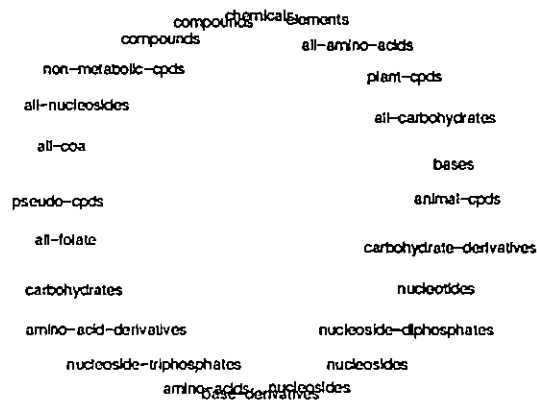 chemicals
compounds
elements
compounds
all-amino-acids
non-metabolic-cpds
plant-cpds
all-nucleosides
all-carbohydrates
all-coa
bases
pseudo-cpds
animal-cpds
all-folate
carbohydrate-derivatives
carbohydrates
nucleotides
amino-acid-derivatives
nucleoside-diphosphates
nucleoside-triphosphates
nucleosides
amino-acids
nucleosides
base-derivatives